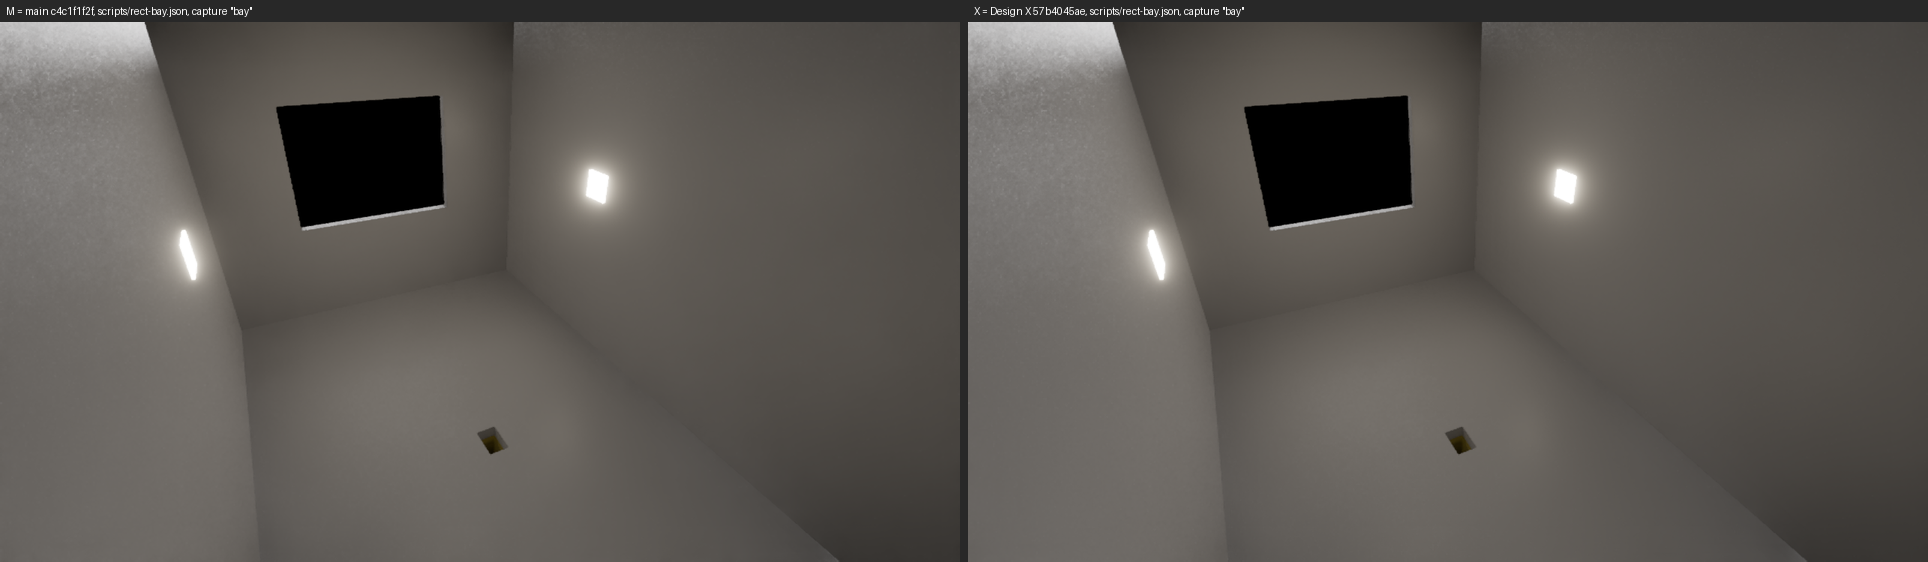 M = main c4c1f1f2f, scripts/rect-bay.json, capture "bay"
X = Design X 57b4045ae, scripts/rect-bay.json, capture "bay"